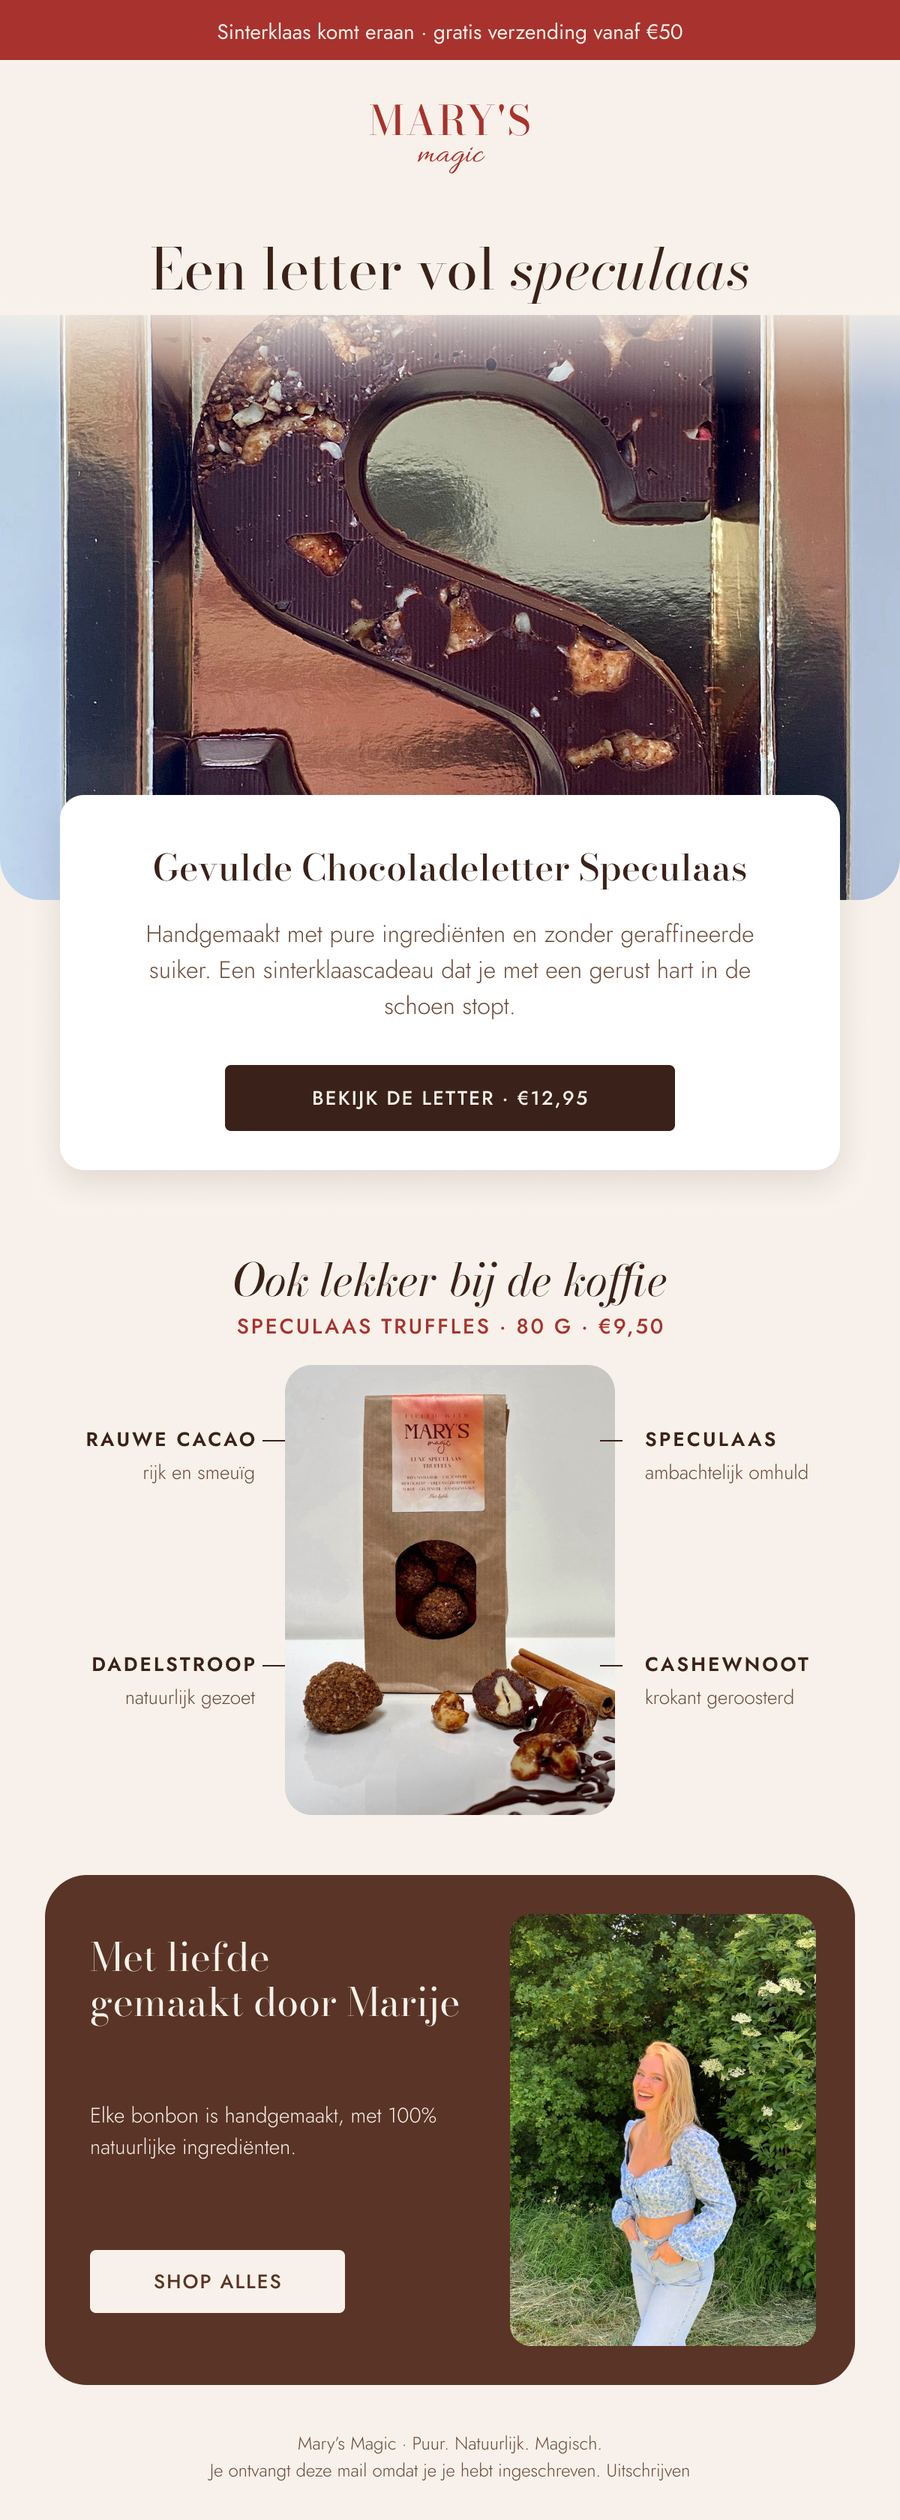 Sinterklaas komt eraan · gratis verzending vanaf €50
MARY'S
magic
Een letter vol speculaas
Gevulde Chocoladeletter Speculaas
Handgemaakt met pure ingrediënten en zonder geraffineerde
suiker. Een sinterklaascadeau dat je met een gerust hart in de
schoen stopt.
BEKIJK DE LETTER · €12,95
Ook lekker bij de koffie
SPECULAAS TRUFFLES · 80 G · €9,50
RAUWE CACAO
rijk en smeuïg
SPECULAAS
ambachtelijk omhuld
MARY'S
magic
LUXE SPECULAAS
TRUFFLES
DADELSTROOP
natuurlijk gezoet
CASHEWNOOT
krokant geroosterd
Met liefde
gemaakt door Marije
Elke bonbon is handgemaakt, met 100%
natuurlijke ingrediënten.
SHOP ALLES
Mary's Magic · Puur. Natuurlijk. Magisch.
Je ontvangt deze mail omdat je je hebt ingeschreven. Uitschrijven